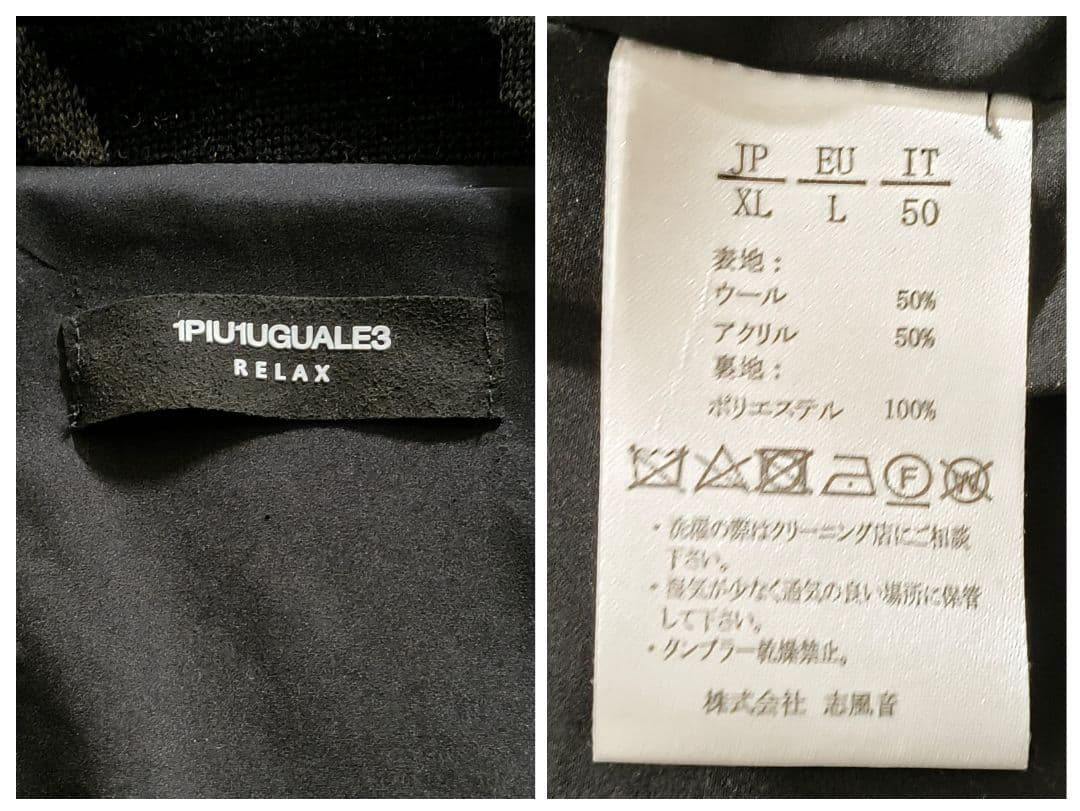 1PIU1UGUALE3
RELAX
JP EU IT
XL L 50
表地：
ウール 50%
アクリル 50%
裏地：
ポリエステル 100%
F W
・洗濯の際はクリーニング店にご相談
下さい。
・湿気が少なく通気の良い場所に保管
して下さい。
・タンブラー乾燥禁止。
株式会社 志風音